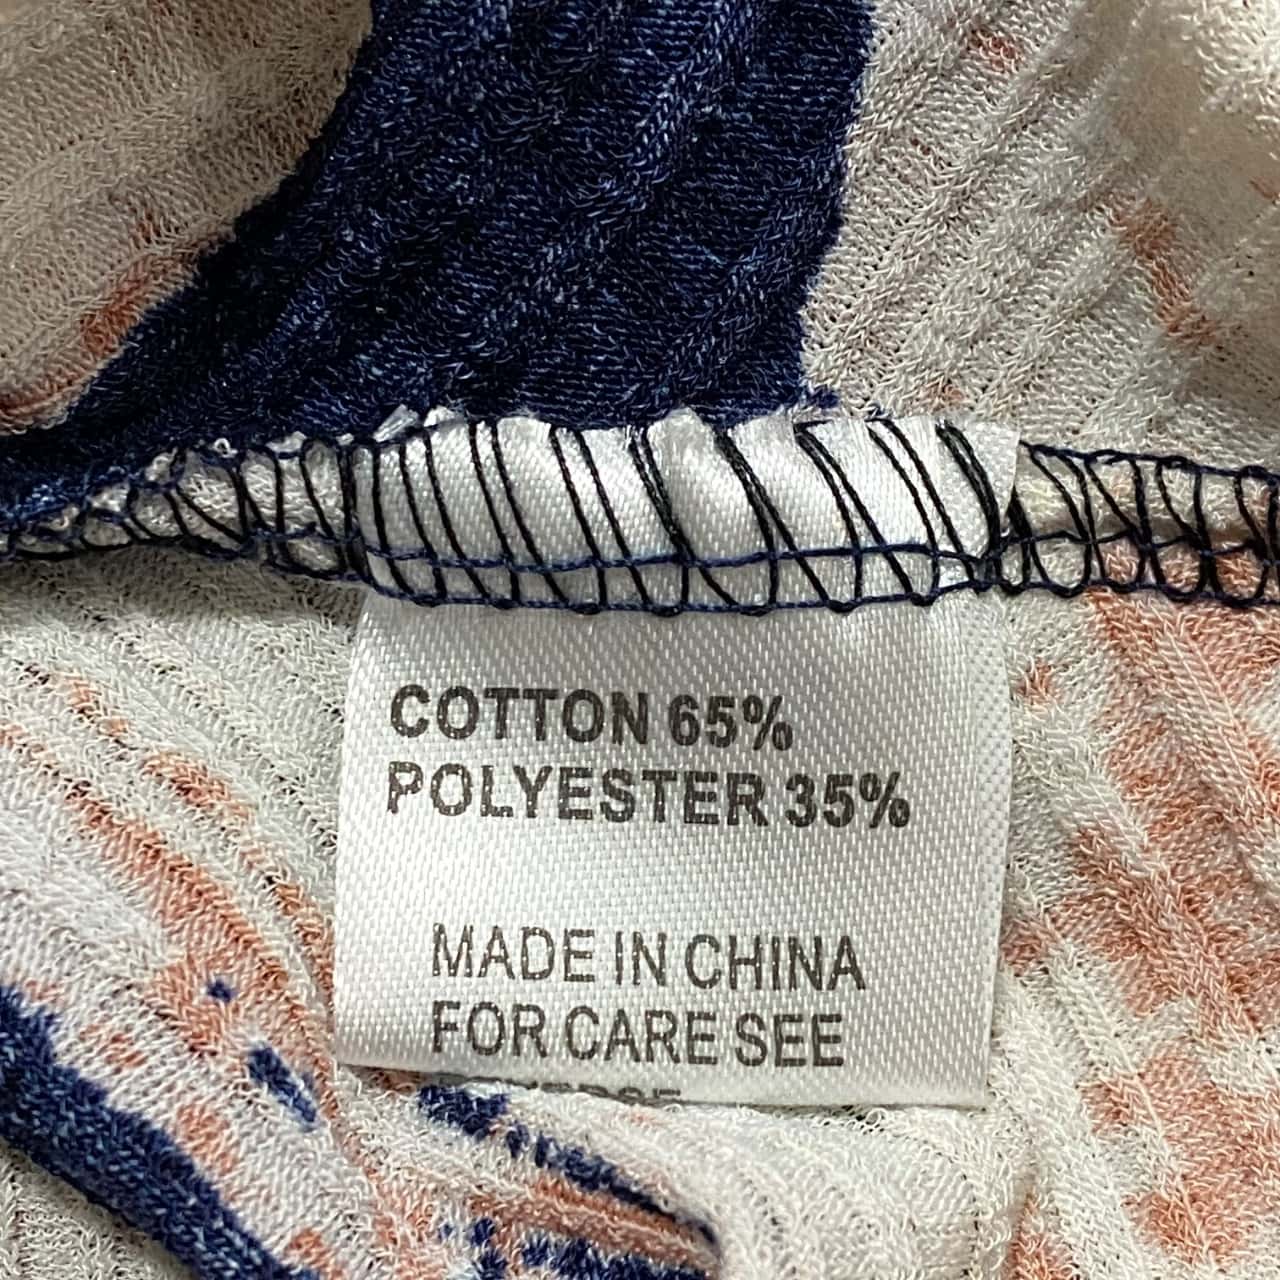 COTTON 65%
POLYESTER 35%
MADE IN CHINA
FOR CARE SEE